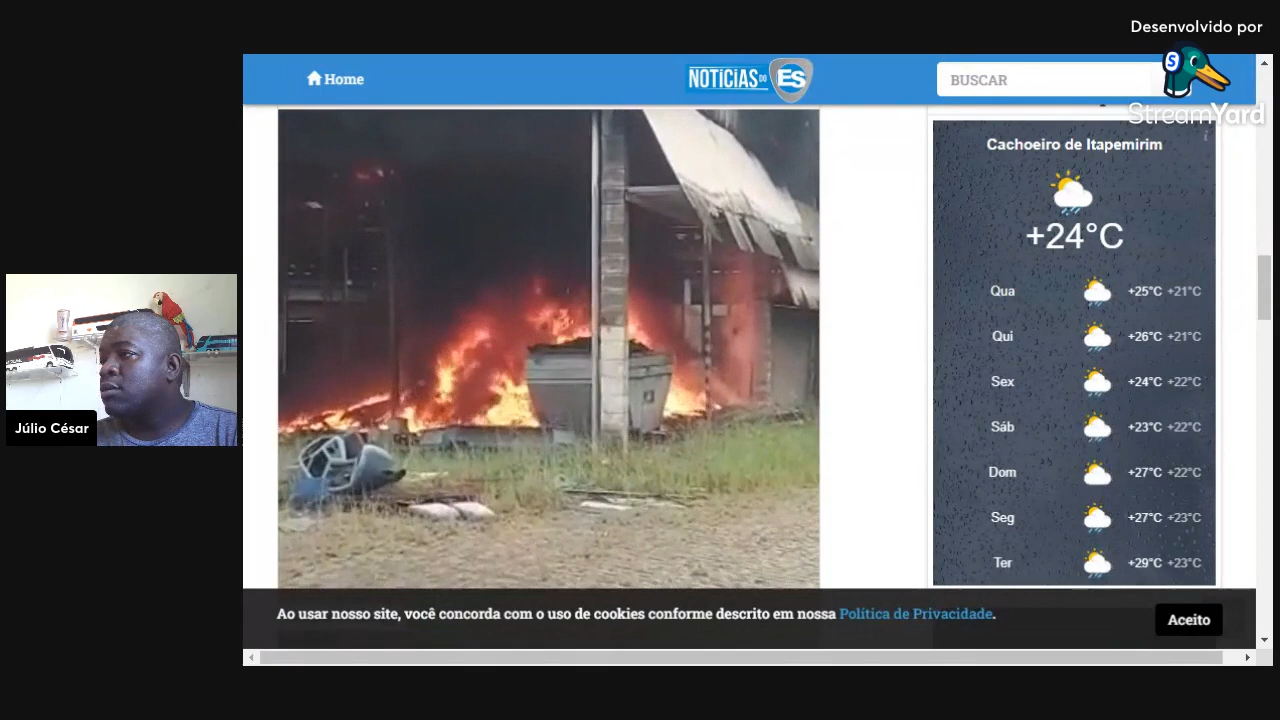 Desenvolvido por
StreamYard
Home
NOTÍCIAS DO ES
BUSCAR
Cachoeiro de Itapemirim
+24°C
Qua +25°C +21°C
Qui +26°C +21°C
Sex +24°C +22°C
Sáb +23°C +22°C
Dom +27°C +22°C
Seg +27°C +23°C
Ter +29°C +23°C
Júlio César
Ao usar nosso site, você concorda com o uso de cookies conforme descrito em nossa Política de Privacidade.
Aceito